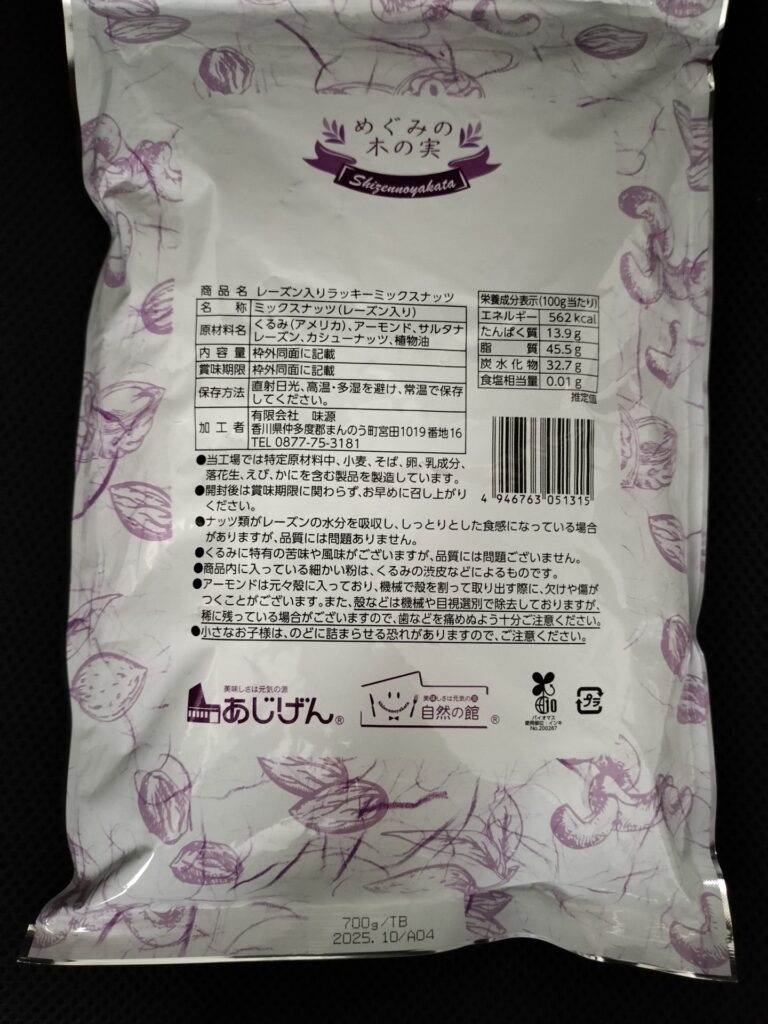 めぐみの
木の実
Shizennoyakata
商品名 レーズン入りラッキーミックスナッツ
名称 ミックスナッツ(レーズン入り)
原材料名 くるみ(アメリカ)、アーモンド、サルタナ
レーズン、カシューナッツ、植物油
内容量 枠外同面に記載
賞味期限 枠外同面に記載
保存方法 直射日光、高温・多湿を避け、常温で保存
してください。
加工者 有限会社 味源
香川県仲多度郡まんのう町宮田1019番地16
TEL 0877-75-3181
栄養成分表示(100g当たり)
エネルギー 562kcal
たんぱく質 13.9g
脂質 45.5g
炭水化物 32.7g
食塩相当量 0.01g
推定値
4 946763 051315
●当工場では特定原材料中、小麦、そば、卵、乳成分、
落花生、えび、かにを含む製品を製造しています。
●開封後は賞味期限に関わらず、お早めに召し上がり
ください。
●ナッツ類がレーズンの水分を吸収し、しっとりとした食感になっている場合
がありますが、品質には問題ありません。
●くるみに特有の苦味や風味がございますが、品質には問題ございません。
●商品内に入っている細かい粉は、くるみの渋皮などによるものです。
●アーモンドは元々殻に入っており、機械で殻を割って取り出す際に、欠けや傷が
つくことがございます。また、殻などは機械や目視選別で除去しておりますが、
稀に残っている場合がございますので、歯などを痛めぬよう十分ご注意ください。
●小さなお子様は、のどに詰まらせる恐れがありますので、ご注意ください。
美味しさは元気の源
あじげん®
美味しさは元気の源
自然の館®
Bio
バイオマス
使用部位:インキ
No.200267
プラ
700g/TB
2025.10/A04